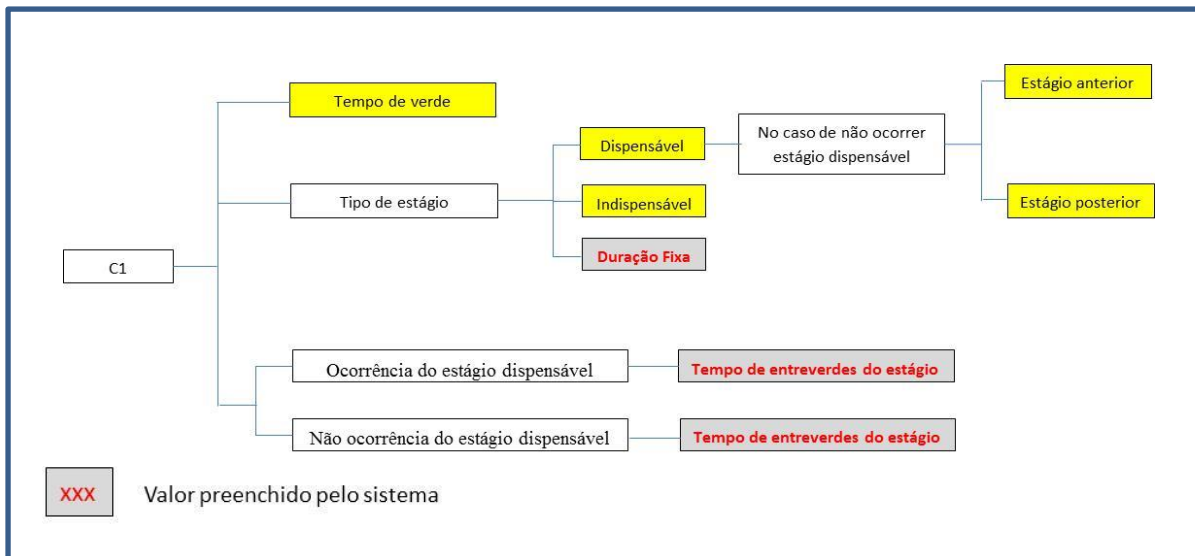 Tempo de verde
Estágio anterior
Dispensável
No caso de não ocorrer
estágio dispensável
Tipo de estágio
Indispensável
Estágio posterior
Duração Fixa
C1
Ocorrência do estágio dispensável
Tempo de entreverdes do estágio
Não ocorrência do estágio dispensável
Tempo de entreverdes do estágio
XXX
Valor preenchido pelo sistema